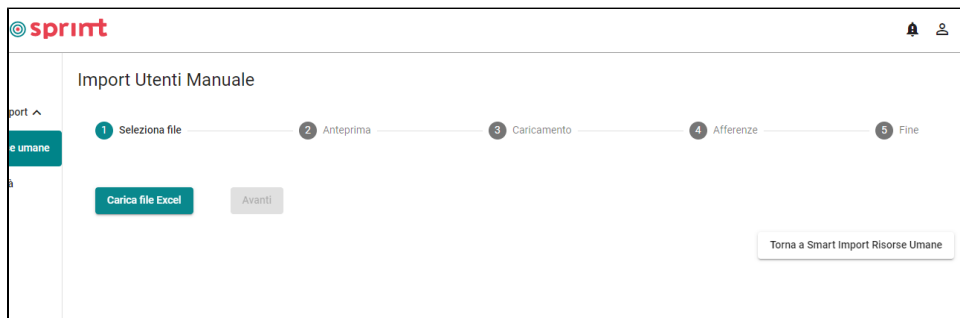 sprint
Import Utenti Manuale
port
e umane
à
1 Seleziona file
2 Anteprima
3 Caricamento
4 Afferenze
5 Fine
Carica file Excel
Avanti
Torna a Smart Import Risorse Umane